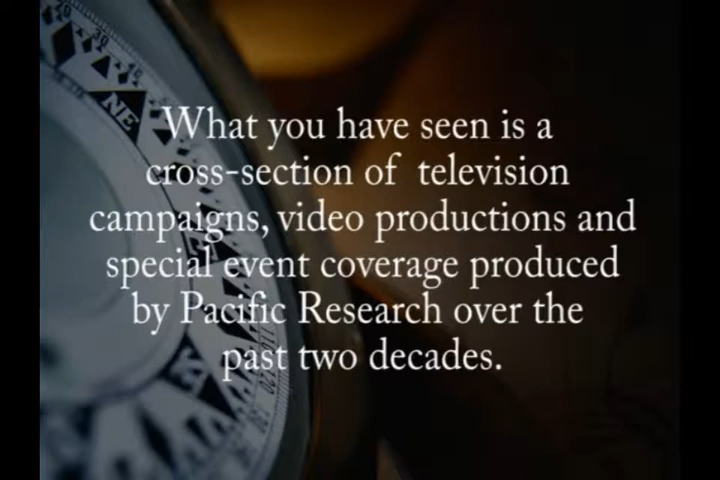 What you have seen is a
cross-section of television
campaigns, video productions and
special event coverage produced
by Pacific Research over the
past two decades.
NE
30